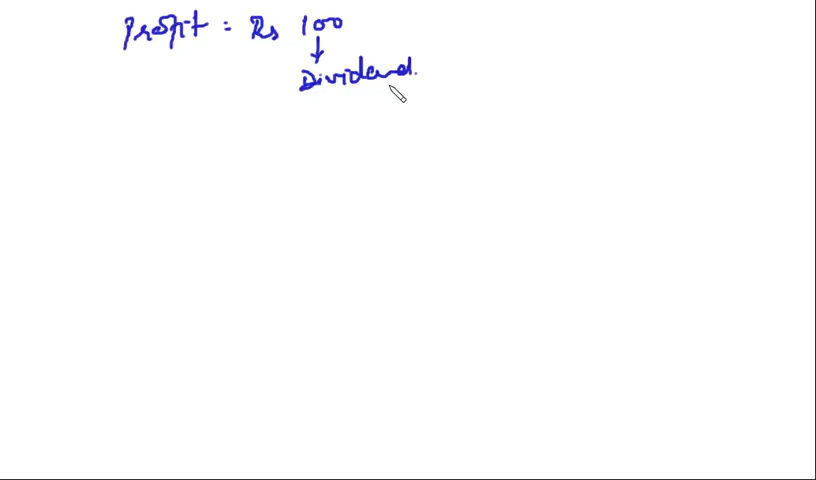 Profit = Rs 100
↓
Dividend.